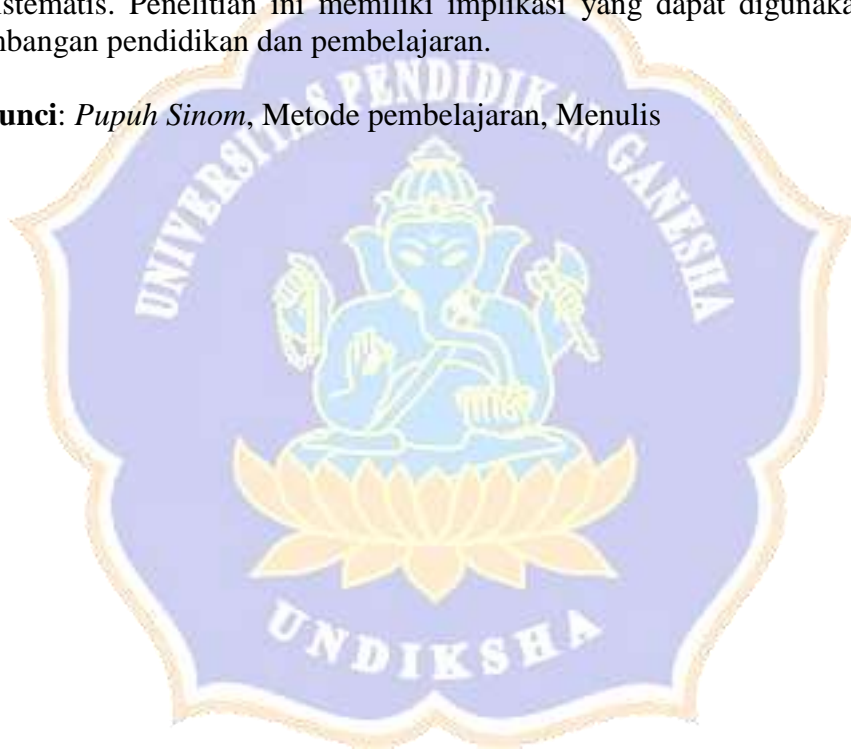 istematis. Penelitian ini memiliki implikasi yang dapat digunaka
mbangan pendidikan dan pembelajaran.
unci: Pupuh Sinom, Metode pembelajaran, Menulis
UNIVERSITAS PENDIDIKAN GANESHA
UNDIKSHA